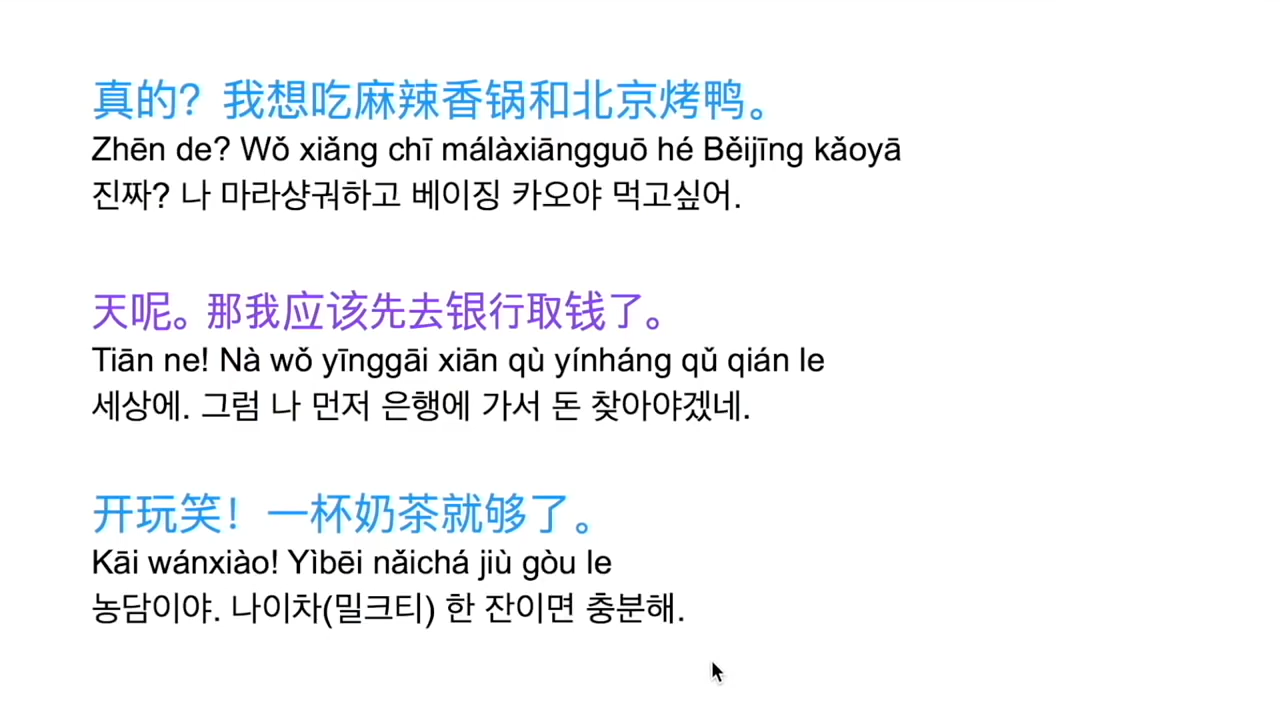 真的？我想吃麻辣香锅和北京烤鸭。
Zhēn de? Wǒ xiǎng chī málàxiāngguō hé Běijīng kǎoyā
진짜? 나 마라샹궈하고 베이징 카오야 먹고싶어.
天呢。那我应该先去银行取钱了。
Tiān ne! Nà wǒ yīnggāi xiān qù yínháng qǔ qián le
세상에. 그럼 나 먼저 은행에 가서 돈 찾아야겠네.
开玩笑！一杯奶茶就够了。
Kāi wánxiào! Yìbēi nǎichá jiù gòu le
농담이야. 나이차(밀크티) 한 잔이면 충분해.